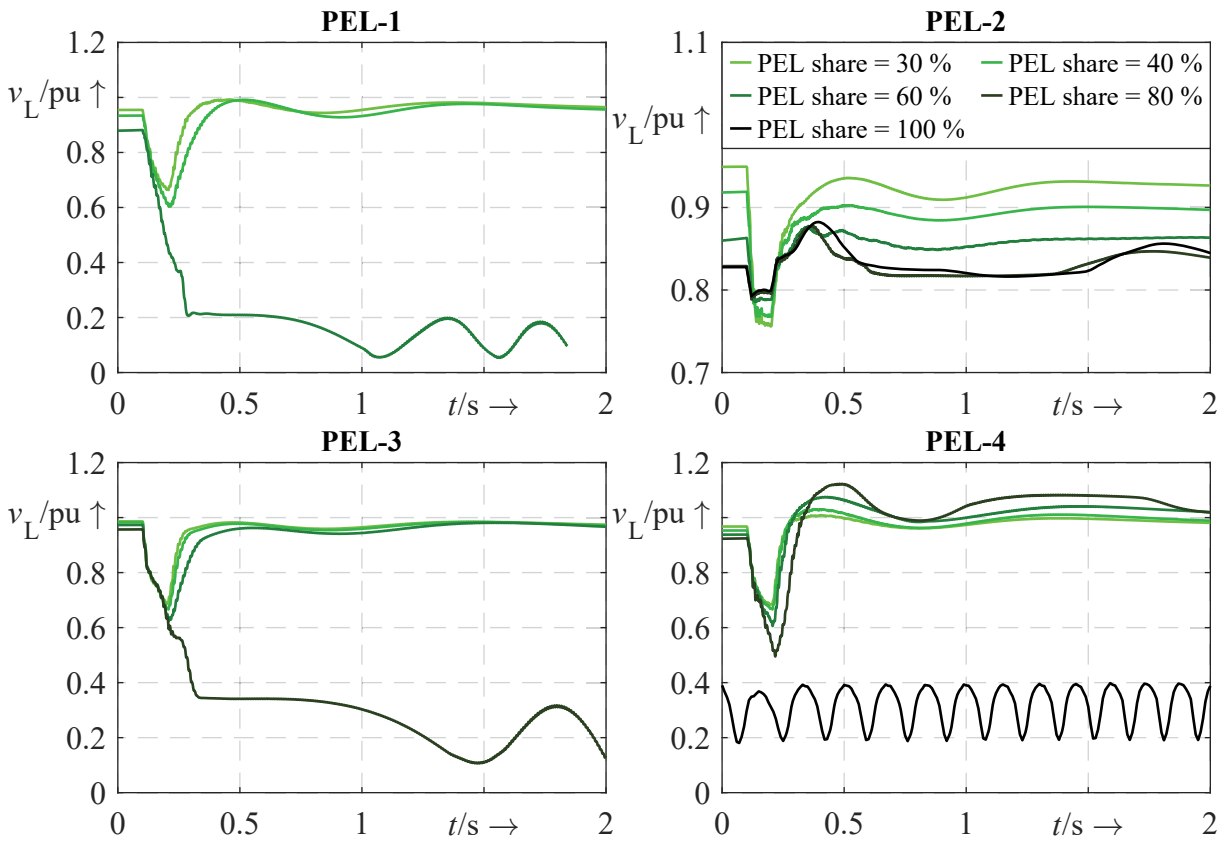 PEL-1
1.2
v_L/pu ↑
0.8
0.6
0.4
0.2
0
0 0.5 1 t/s → 2
PEL-2
1.1
v_L/pu ↑
0.9
0.8
0.7
PEL share = 30 % PEL share = 40 %
PEL share = 60 % PEL share = 80 %
PEL share = 100 %
0 0.5 1 t/s → 2
PEL-3
1.2
v_L/pu ↑
0.8
0.6
0.4
0.2
0
0 0.5 1 t/s → 2
PEL-4
1.2
v_L/pu ↑
0.8
0.6
0.4
0.2
0
0 0.5 1 t/s → 2